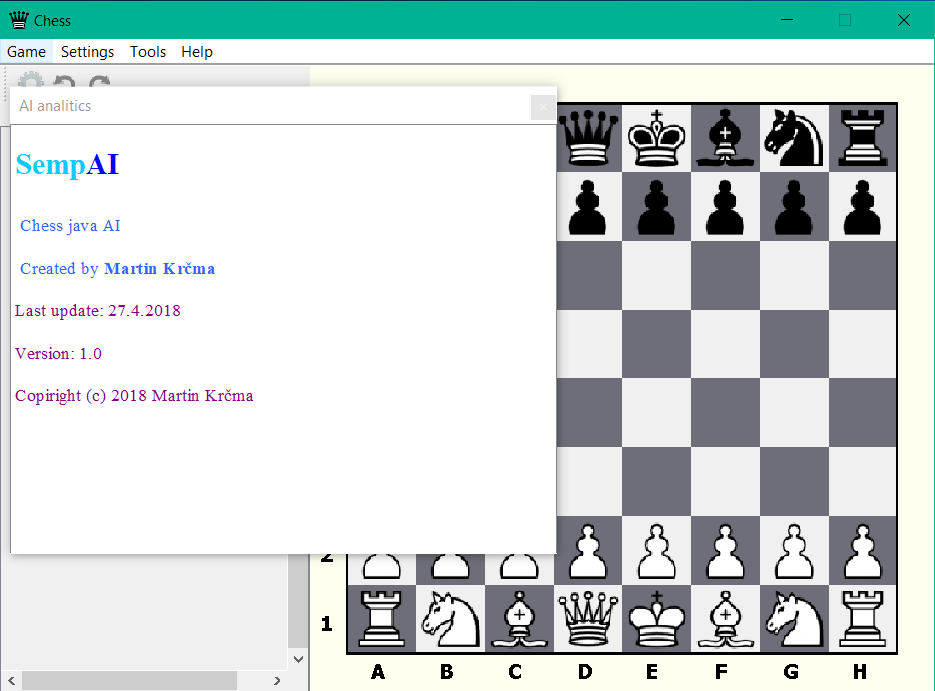 Chess
Game Settings Tools Help
AI analitics
SempAI
Chess java AI
Created by Martin Krčma
Last update: 27.4.2018
Version: 1.0
Copiright (c) 2018 Martin Krčma
2
1
A B C D E F G H